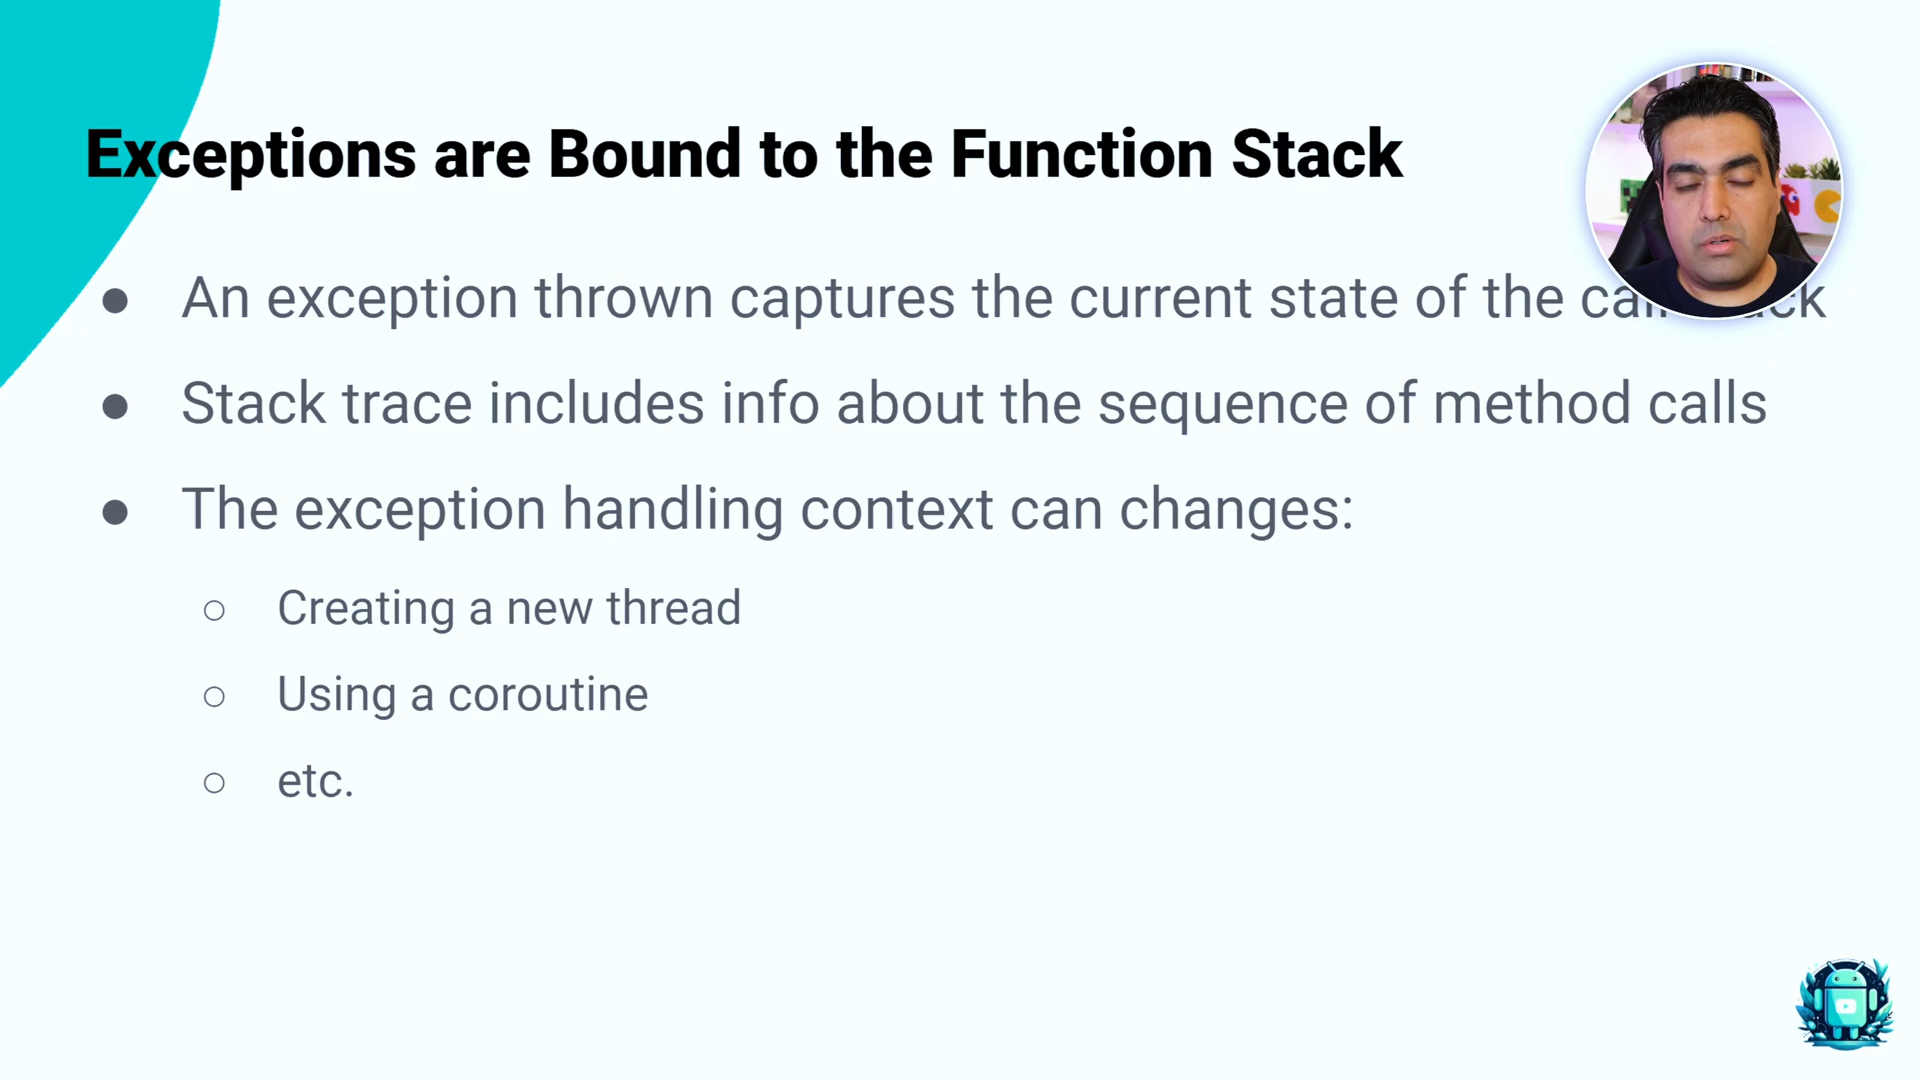 Exceptions are Bound to the Function Stack
● An exception thrown captures the current state of the
● Stack trace includes info about the sequence of method calls
● The exception handling context can changes:
○ Creating a new thread
○ Using a coroutine
○ etc.